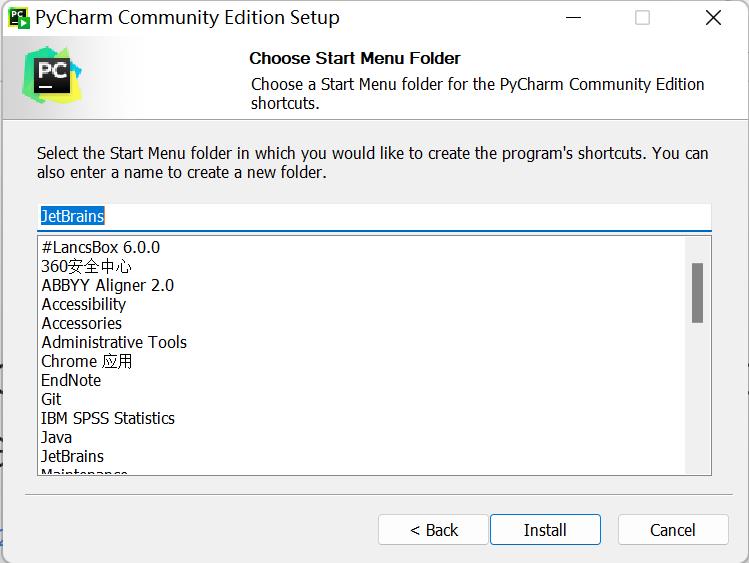 PyCharm Community Edition Setup
PC
Choose Start Menu Folder
Choose a Start Menu folder for the PyCharm Community Edition
shortcuts.
Select the Start Menu folder in which you would like to create the program's shortcuts. You can
also enter a name to create a new folder.
JetBrains
#LancsBox 6.0.0
360安全中心
ABBYY Aligner 2.0
Accessibility
Accessories
Administrative Tools
Chrome 应用
EndNote
Git
IBM SPSS Statistics
Java
JetBrains
Maintenance
< Back
Install
Cancel